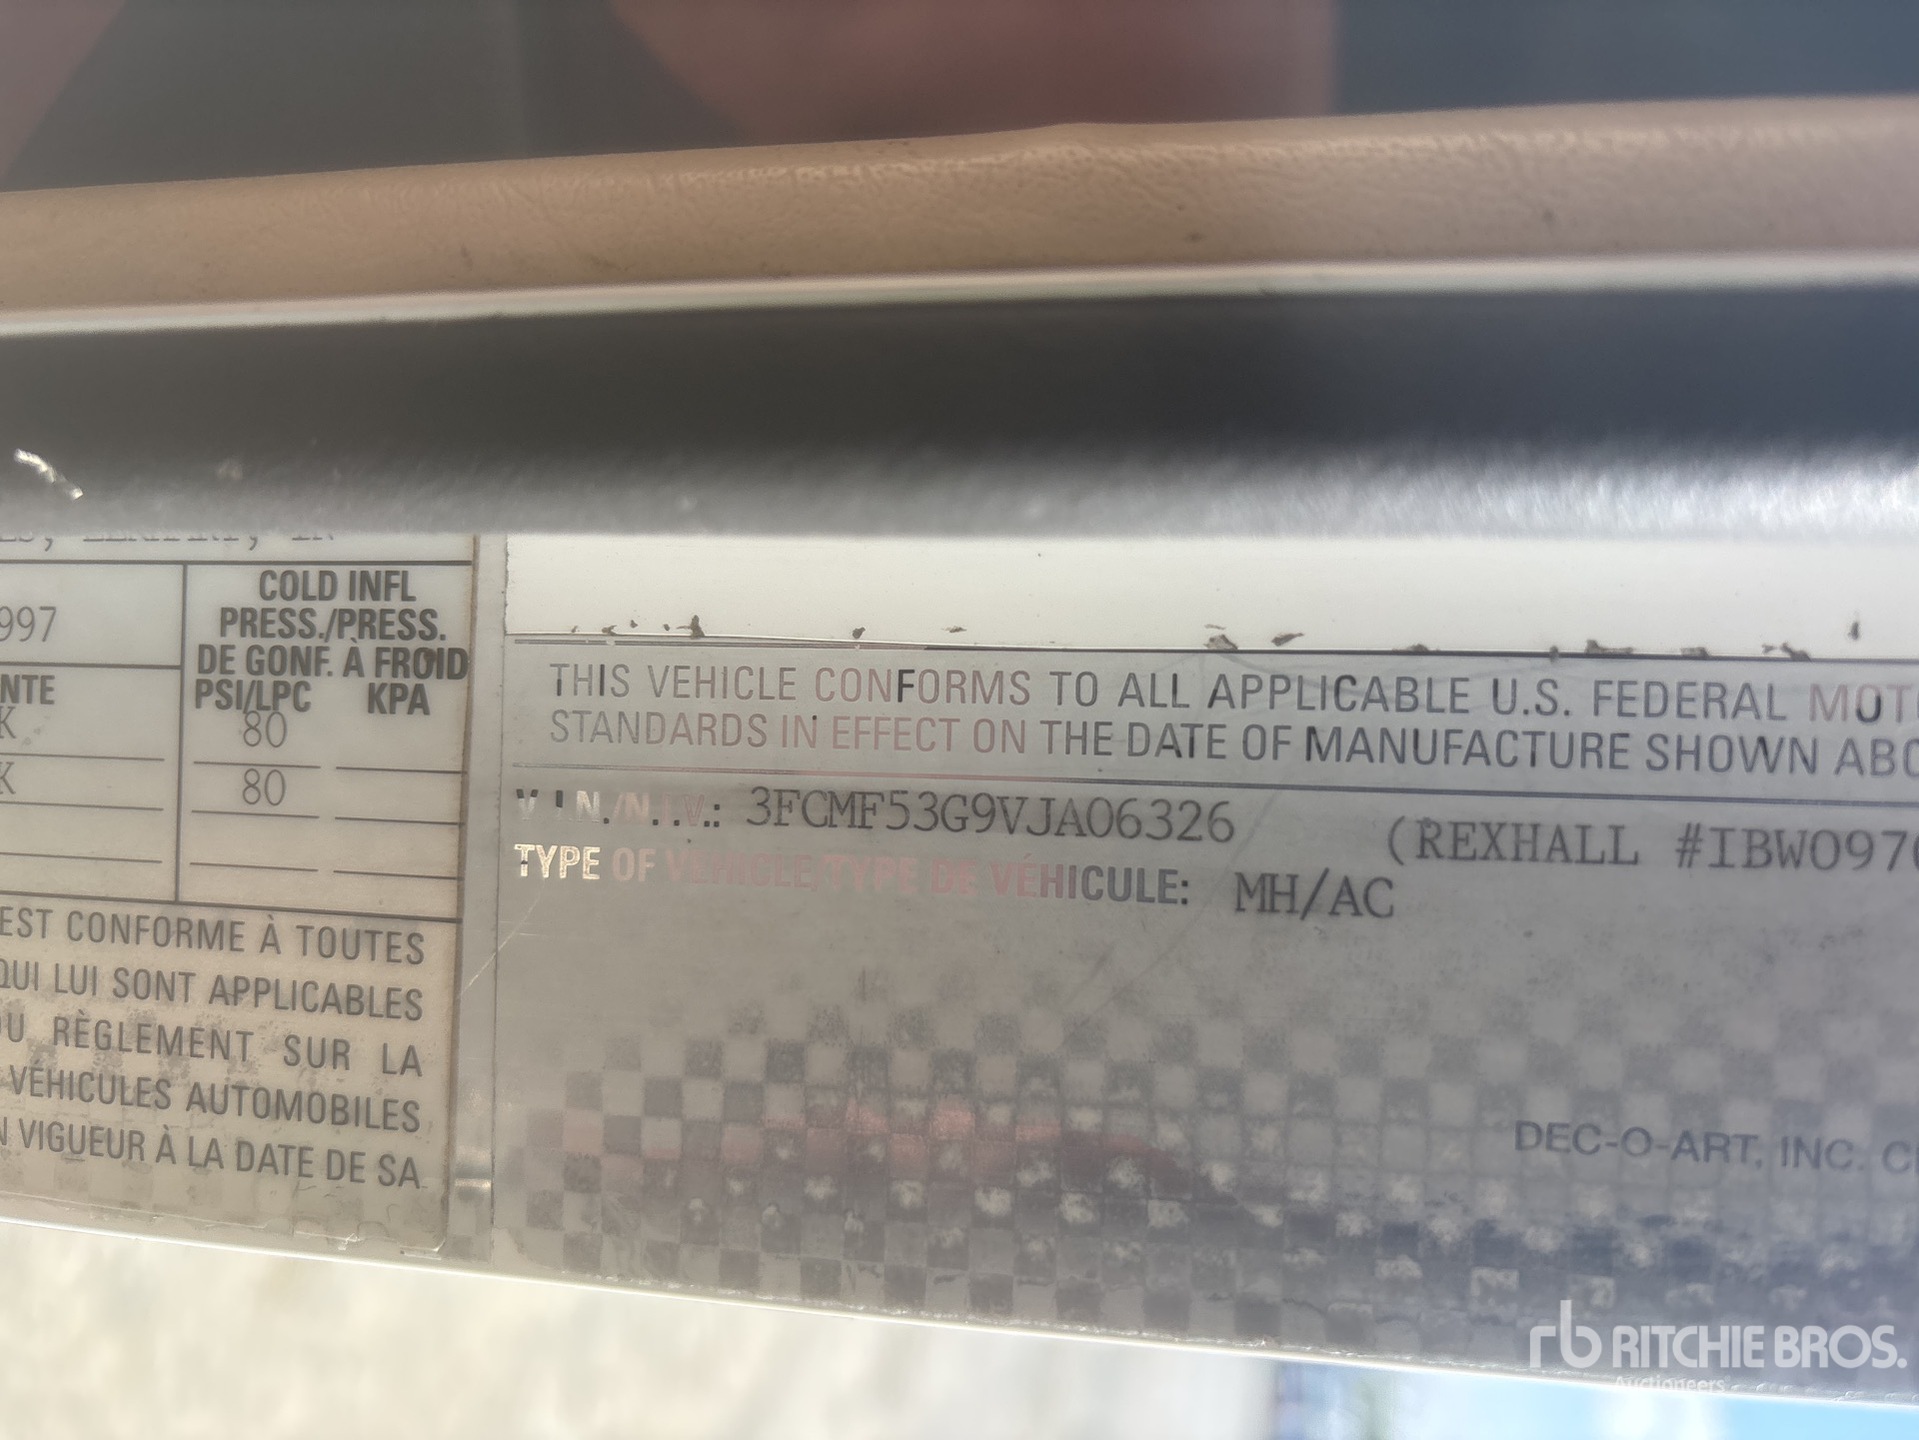 997
COLD INFL
PRESS./PRESS.
DE GONF. À FROID
PSI/LPC KPA
NTE
K 80
K 80
EST CONFORME À TOUTES
QUI LUI SONT APPLICABLES
DU RÈGLEMENT SUR LA
VÉHICULES AUTOMOBILES
N VIGUEUR À LA DATE DE SA
THIS VEHICLE CONFORMS TO ALL APPLICABLE U.S. FEDERAL MOT
STANDARDS IN EFFECT ON THE DATE OF MANUFACTURE SHOWN ABO
V.I.N./N.I.V.: 3FCMF53G9VJA06326 (REXHALL #IBW097
TYPE OF VEHICLE/TYPE DE VÉHICULE: MH/AC
DEC-O-ART, INC.
rb RITCHIE BROS.
Auctioneers